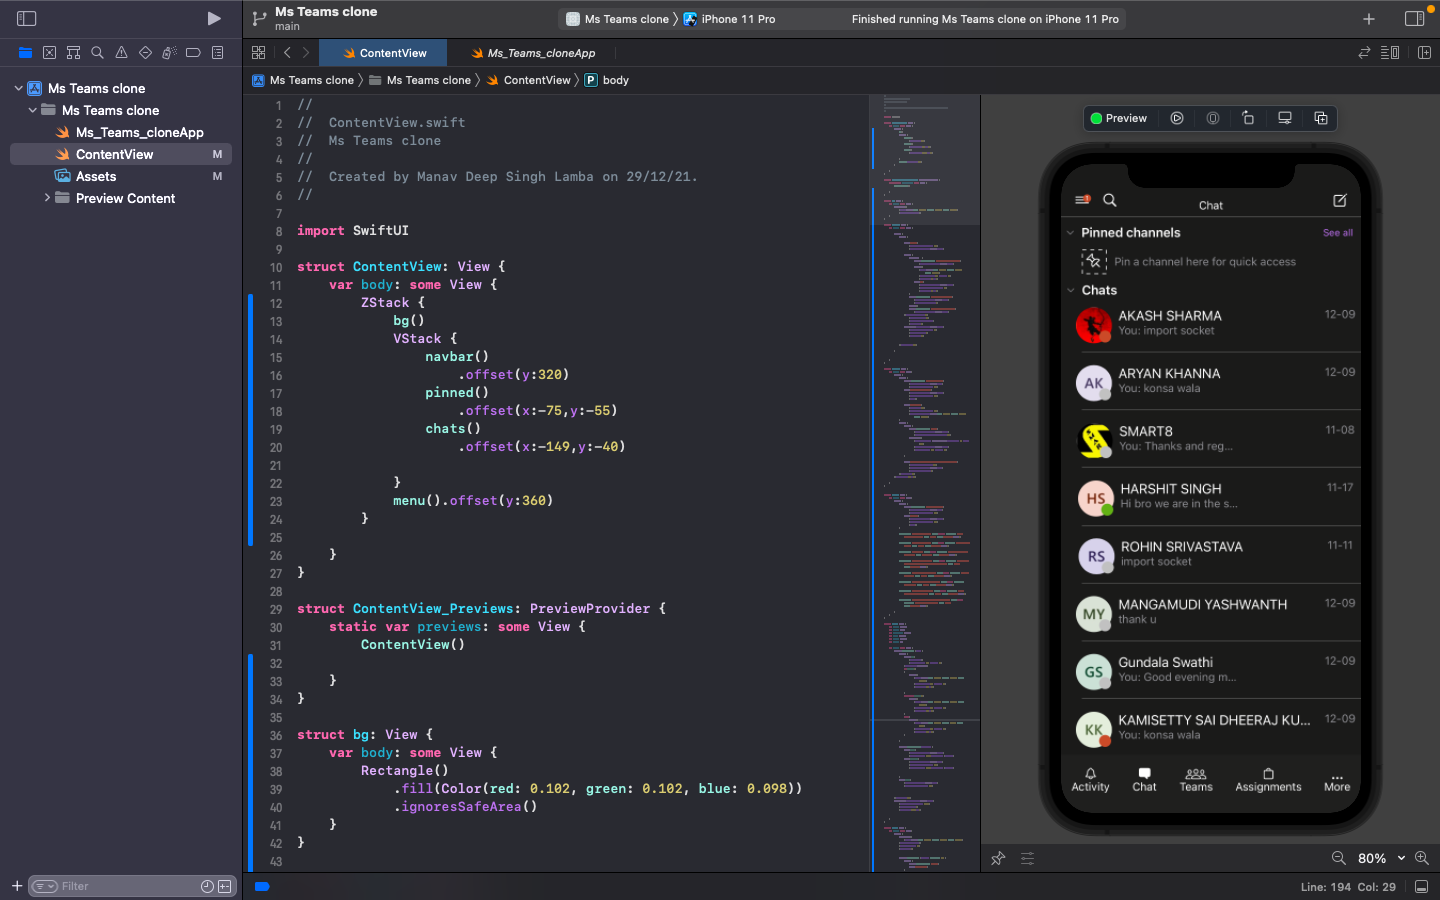 Ms Teams clone
main
Ms Teams clone
iPhone 11 Pro
Finished running Ms Teams clone on iPhone 11 Pro
ContentView
Ms_Teams_cloneApp
Ms Teams clone
Ms Teams clone
ContentView
P body
Ms Teams clone
Ms Teams clone
Ms_Teams_cloneApp
ContentView M
Assets M
Preview Content
Filter
1 //
2 //  ContentView.swift
3 //  Ms Teams clone
4 //
5 //  Created by Manav Deep Singh Lamba on 29/12/21.
6 //
7
8 import SwiftUI
9
10 struct ContentView: View {
11     var body: some View {
12         ZStack {
13             bg()
14             VStack {
15                 navbar()
16                     .offset(y:320)
17                 pinned()
18                     .offset(x:-75,y:-55)
19                 chats()
20                     .offset(x:-149,y:-40)
21
22             }
23             menu().offset(y:360)
24         }
25
26     }
27 }
28
29 struct ContentView_Previews: PreviewProvider {
30     static var previews: some View {
31         ContentView()
32
33     }
34 }
35
36 struct bg: View {
37     var body: some View {
38         Rectangle()
39             .fill(Color(red: 0.102, green: 0.102, blue: 0.098))
40             .ignoresSafeArea()
41     }
42 }
43
Preview
Chat
Pinned channels See all
Pin a channel here for quick access
Chats
AKASH SHARMA 12-09
You: import socket
AK ARYAN KHANNA 12-09
You: konsa wala
SMART8 11-08
You: Thanks and reg...
HS HARSHIT SINGH 11-17
Hi bro we are in the s...
RS ROHIN SRIVASTAVA 11-11
import socket
MY MANGAMUDI YASHWANTH 12-09
thank u
GS Gundala Swathi 12-09
You: Good evening m...
KK KAMISETTY SAI DHEERAJ KU... 12-09
You: konsa wala
Activity Chat Teams Assignments More
80%
Line: 194 Col: 29